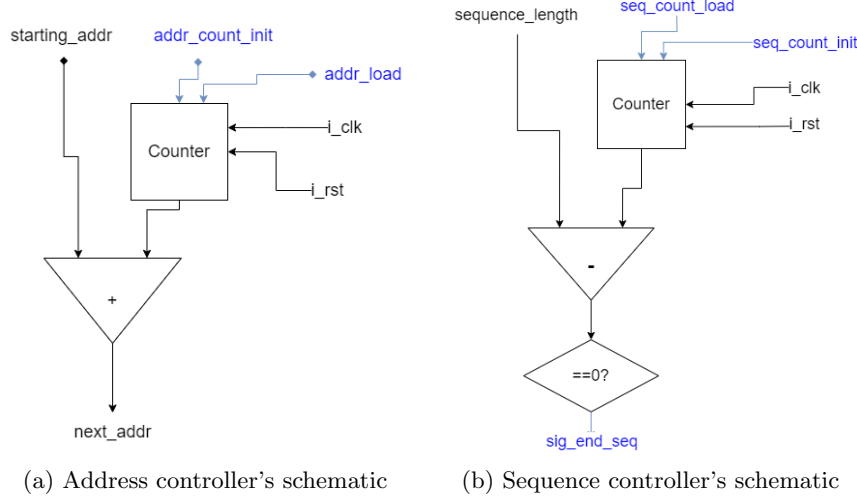 starting_addr
addr_count_init
addr_load
Counter
i_clk
i_rst
+
next_addr
(a) Address controller's schematic
sequence_length
seq_count_load
seq_count_init
Counter
i_clk
i_rst
-
==0?
sig_end_seq
(b) Sequence controller's schematic